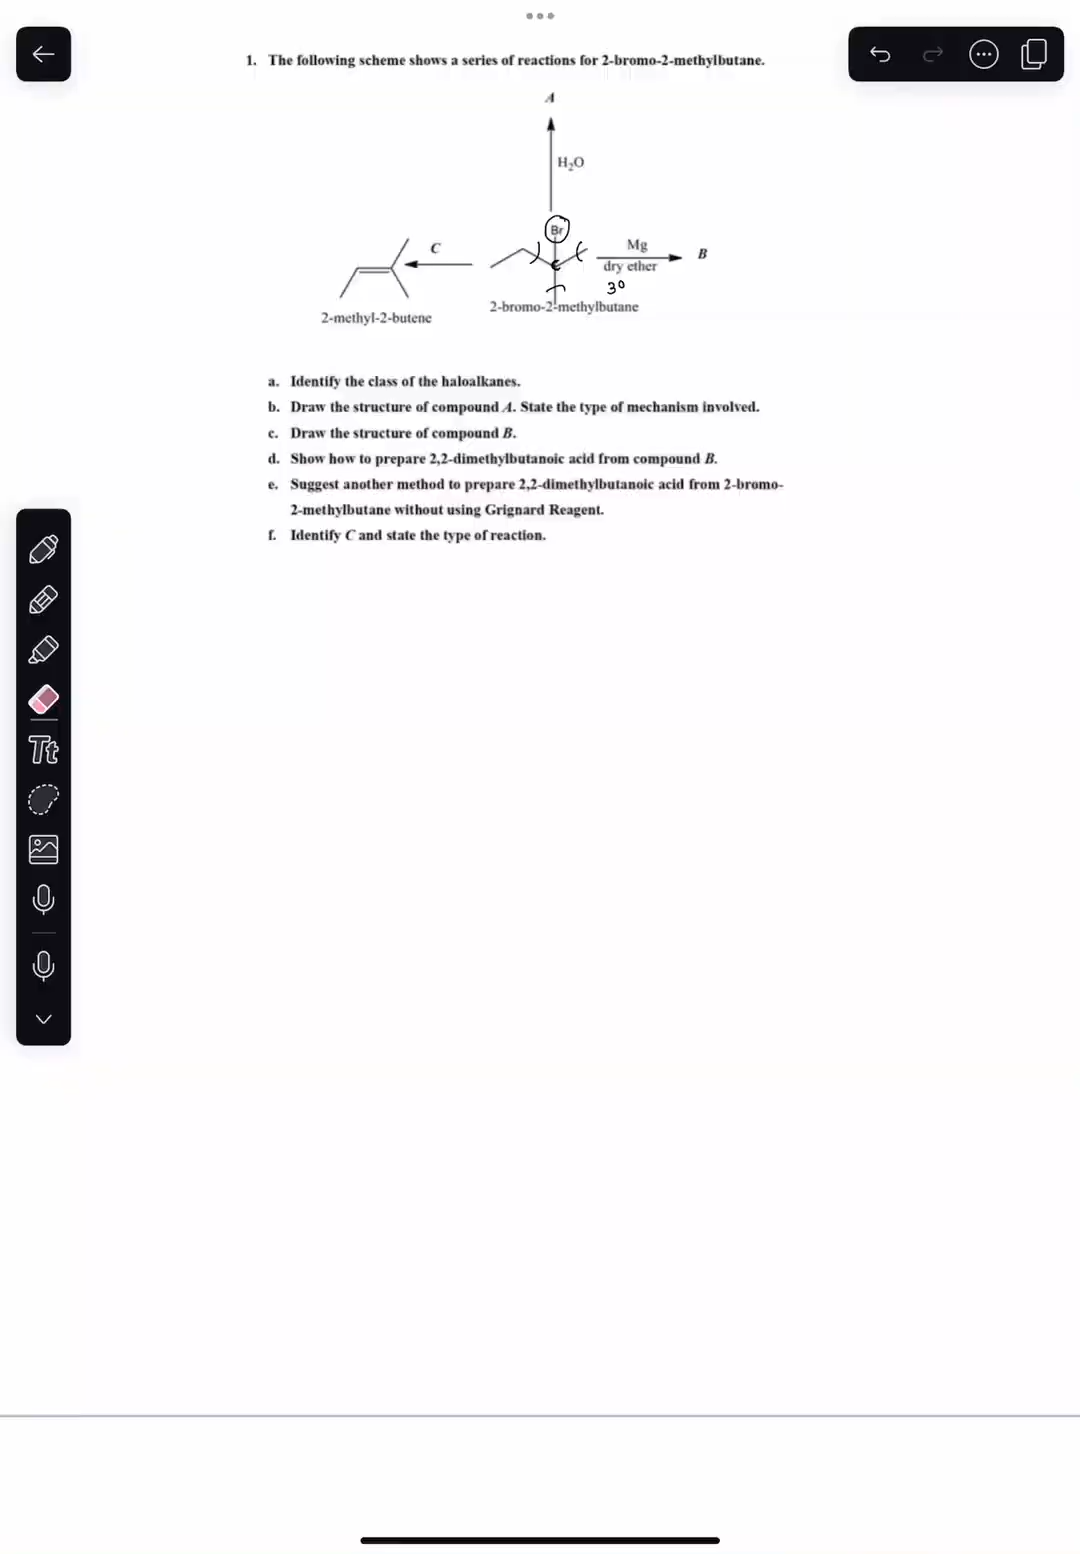 1. The following scheme shows a series of reactions for 2-bromo-2-methylbutane.
A
H₂O
Br
C
Mg
B
dry ether
3°
2-bromo-2-methylbutane
2-methyl-2-butene
a. Identify the class of the haloalkanes.
b. Draw the structure of compound A. State the type of mechanism involved.
c. Draw the structure of compound B.
d. Show how to prepare 2,2-dimethylbutanoic acid from compound B.
e. Suggest another method to prepare 2,2-dimethylbutanoic acid from 2-bromo-
2-methylbutane without using Grignard Reagent.
f. Identify C and state the type of reaction.
Tt